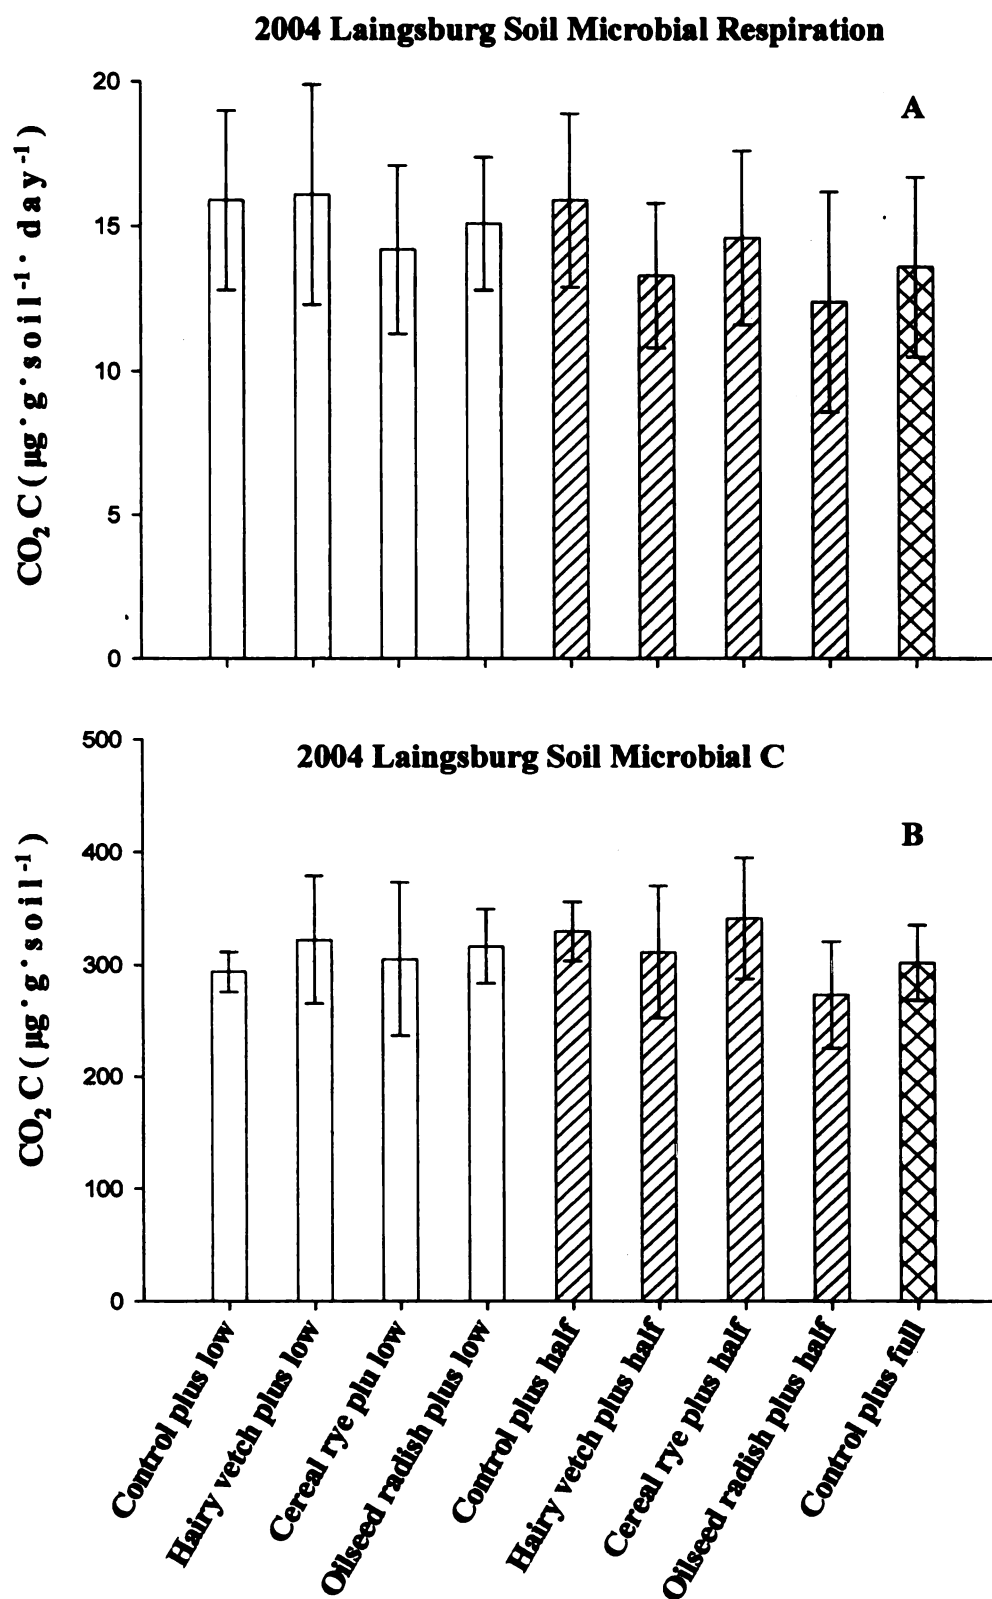 2004 Laingsburg Soil Microbial Respiration
A
CO₂ C (µg · g · soil⁻¹ · day⁻¹)
20
15
10
5
0
2004 Laingsburg Soil Microbial C
B
CO₂ C (µg · g · soil⁻¹)
500
400
300
200
100
0
Control plus low
Hairy vetch plus low
Cereal rye plu low
Oilseed radish plus low
Control plus half
Hairy vetch plus half
Cereal rye plus half
Oilseed radish plus half
Control plus full